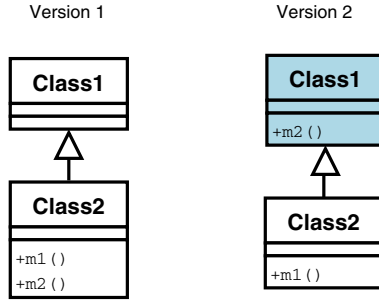 Version 1
Version 2
Class1
Class2
+m1()
+m2()
Class1
+m2()
Class2
+m1()